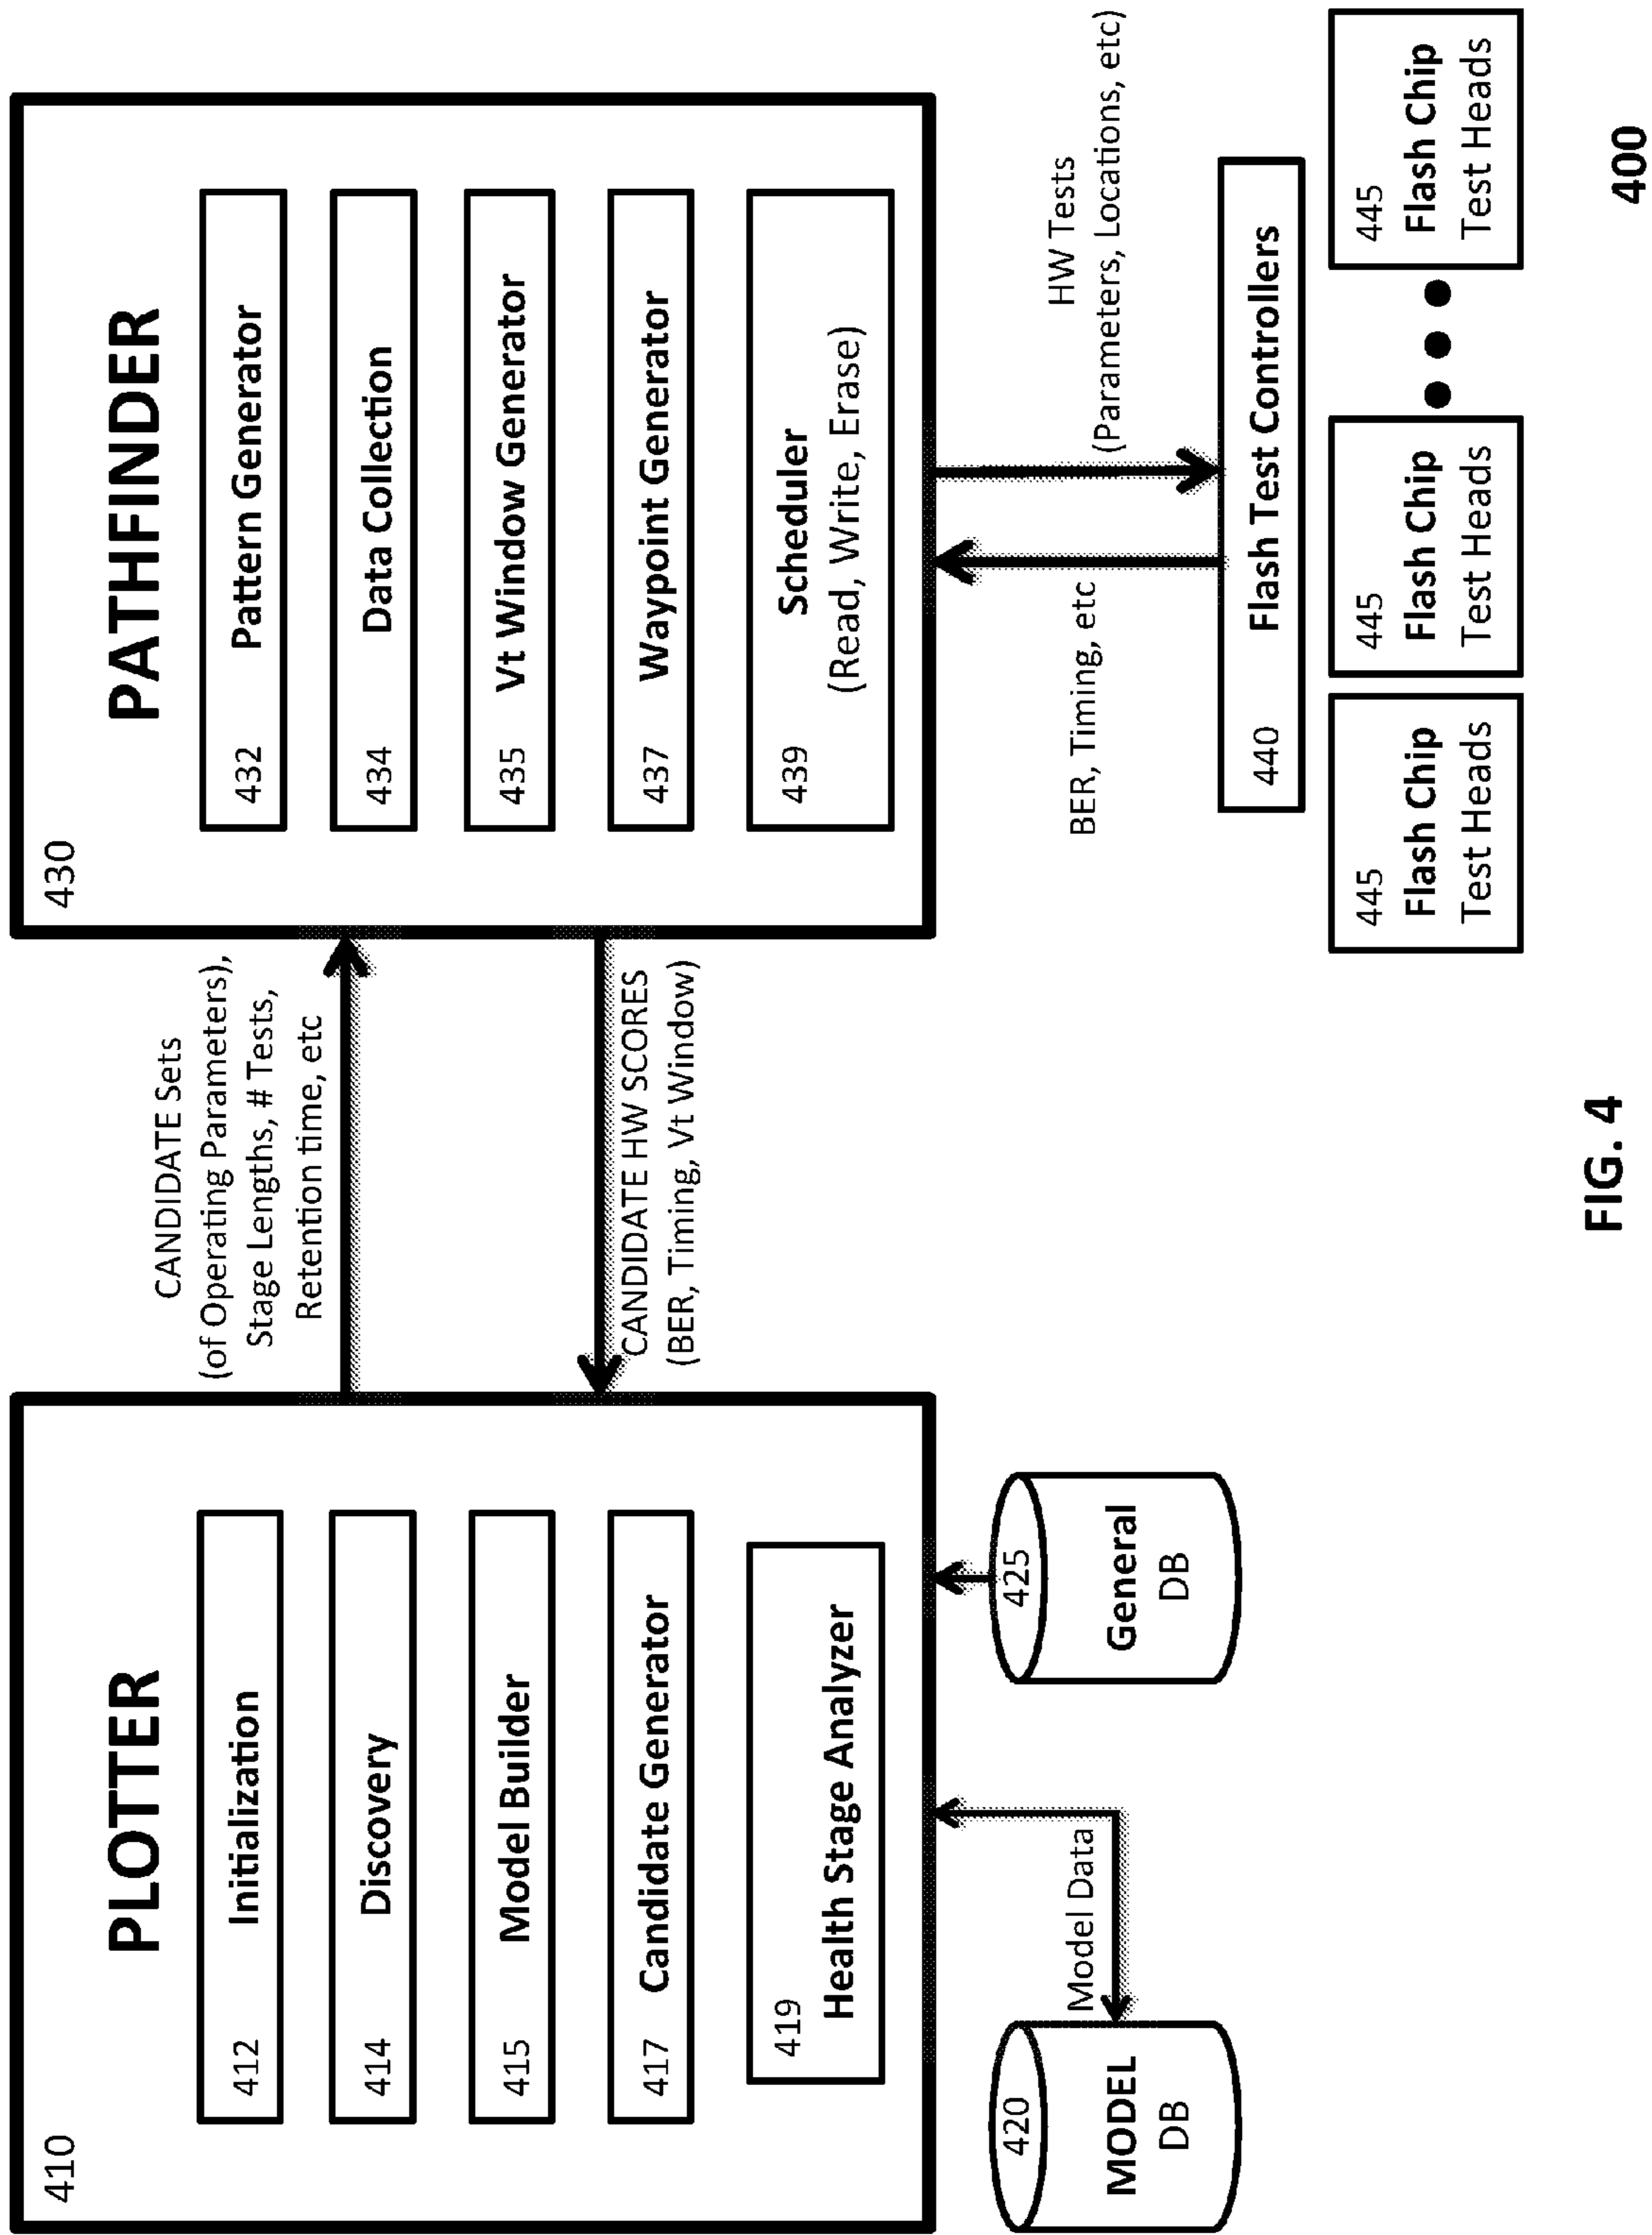 410
PLOTTER
412
Initialization
414
Discovery
415
Model Builder
417
Candidate Generator
419
Health Stage Analyzer
420
MODEL
DB
Model Data
425
General
DB
CANDIDATE Sets
(of Operating Parameters),
Stage Lengths, # Tests,
Retention time, etc
CANDIDATE HW SCORES
(BER, Timing, Vt Window)
430
PATHFINDER
432
Pattern Generator
434
Data Collection
435
Vt Window Generator
437
Waypoint Generator
439
Scheduler
(Read, Write, Erase)
BER, Timing, etc
HW Tests
(Parameters, Locations, etc)
440
Flash Test Controllers
445
Flash Chip
Test Heads
445
Flash Chip
Test Heads
445
Flash Chip
Test Heads
FIG. 4
400